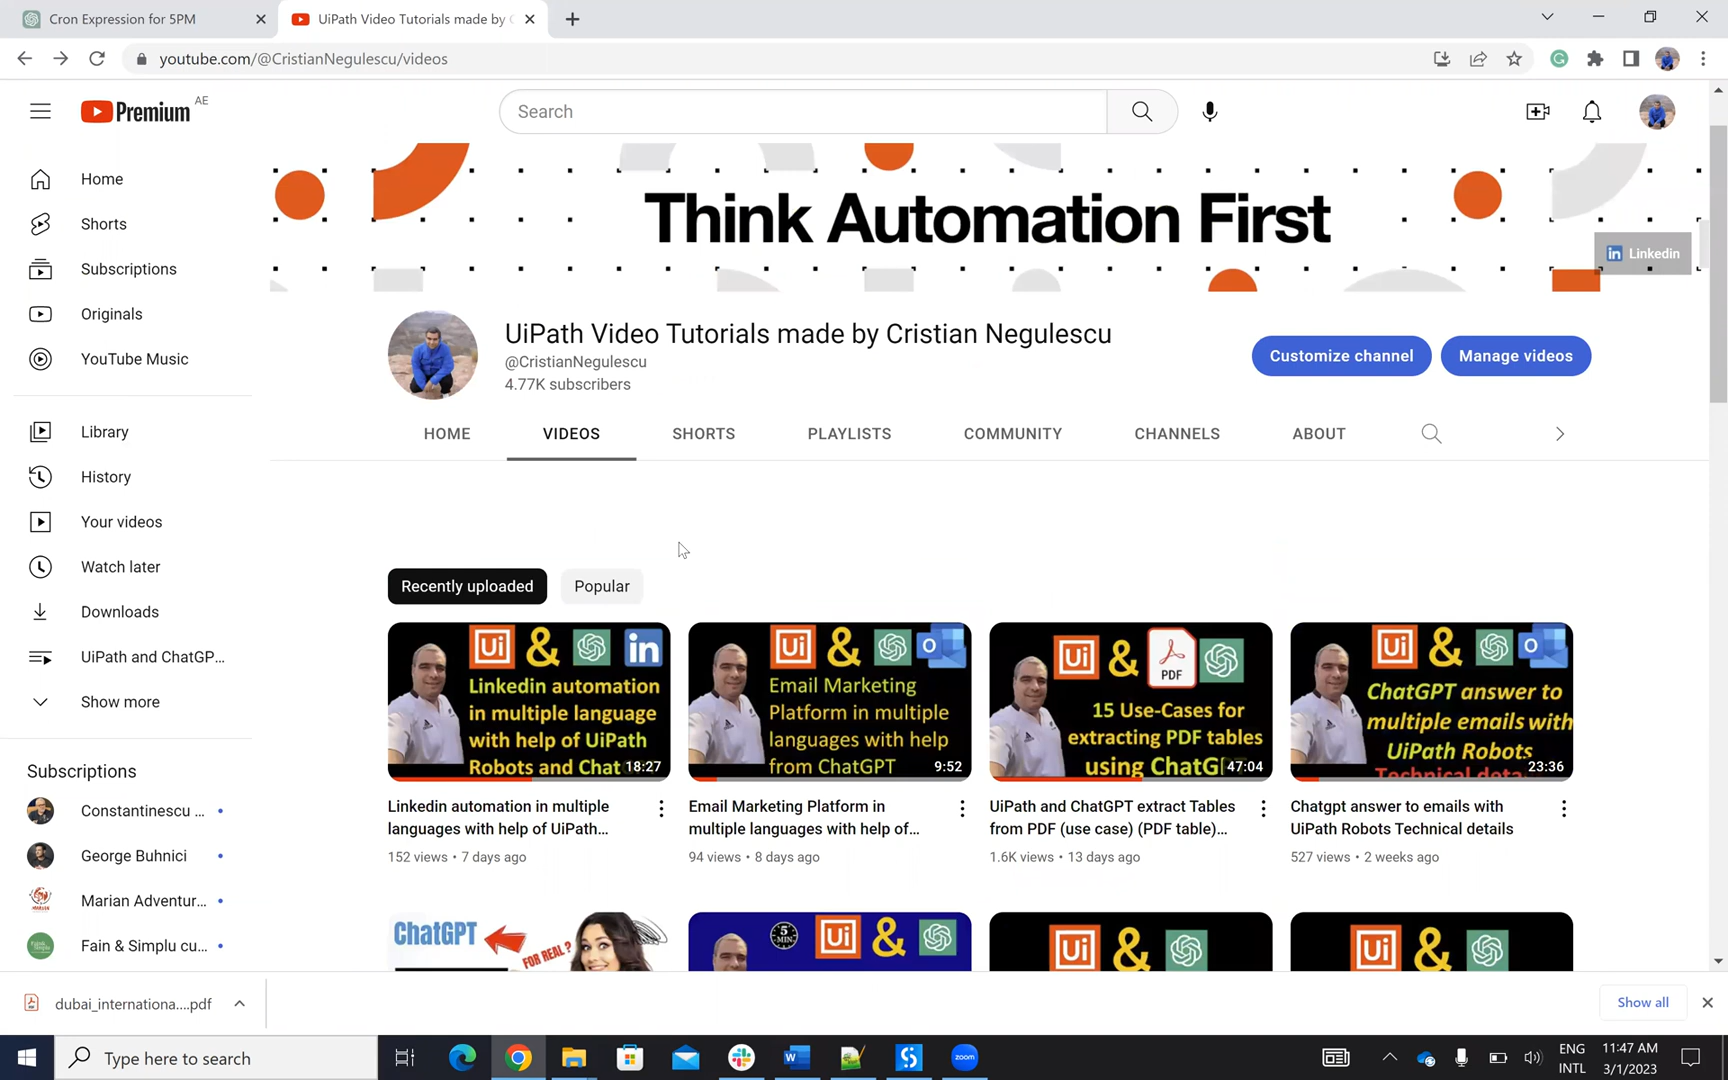 Cron Expression for 5PM
UiPath Video Tutorials made by C
youtube.com/@CristianNegulescu/videos
Premium AE
Search
Think Automation First
Linkedin
Home
Shorts
Subscriptions
Originals
YouTube Music
Library
History
Your videos
Watch later
Downloads
UiPath and ChatGP...
Show more
Subscriptions
Constantinescu ...
George Buhnici
Marian Adventur...
Fain & Simplu cu...
UiPath Video Tutorials made by Cristian Negulescu
@CristianNegulescu
4.77K subscribers
Customize channel
Manage videos
HOME
VIDEOS
SHORTS
PLAYLISTS
COMMUNITY
CHANNELS
ABOUT
Recently uploaded
Popular
Ui & in
Linkedin automation
in multiple language
with help of UiPath
Robots and Chat
18:27
Linkedin automation in multiple
languages with help of UiPath...
152 views • 7 days ago
Ui & O
Email Marketing
Platform in multiple
languages with help
from ChatGPT
9:52
Email Marketing Platform in
multiple languages with help of...
94 views • 8 days ago
Ui & PDF
15 Use-Cases for
extracting PDF tables
using ChatG
47:04
UiPath and ChatGPT extract Tables
from PDF (use case) (PDF table)...
1.6K views • 13 days ago
Ui & O
ChatGPT answer to
multiple emails with
UiPath Robots
Technical deta
23:36
Chatgpt answer to emails with
UiPath Robots Technical details
527 views • 2 weeks ago
ChatGPT
FOR REAL ?
5
MIN
Ui &
Ui &
Ui &
dubai_internationa....pdf
Show all
Type here to search
zoom
ENG
INTL
11:47 AM
3/1/2023